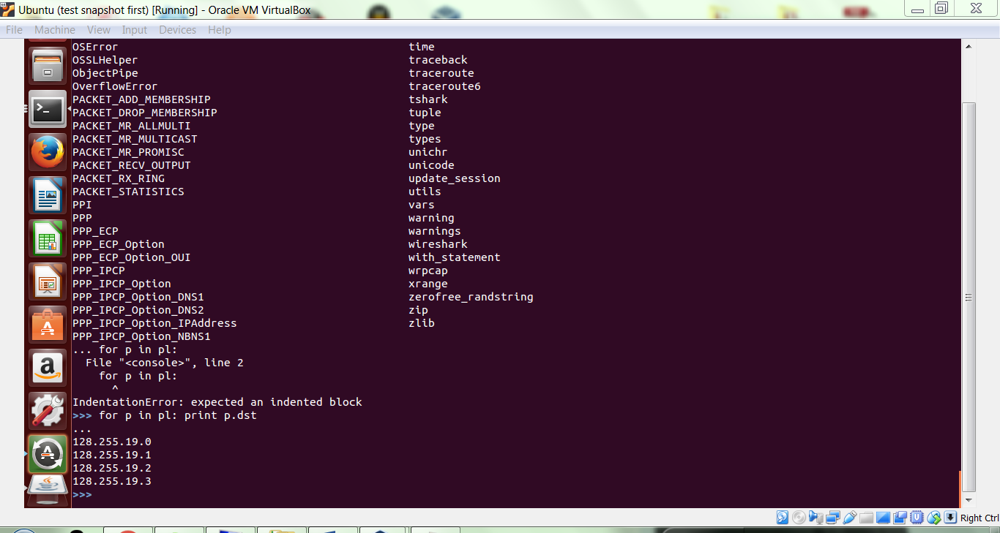 Ubuntu (test snapshot first) [Running] - Oracle VM VirtualBox
File Machine View Input Devices Help
OSError time
OSSLHelper traceback
ObjectPipe traceroute
OverflowError traceroute6
PACKET_ADD_MEMBERSHIP tshark
PACKET_DROP_MEMBERSHIP tuple
PACKET_MR_ALLMULTI type
PACKET_MR_MULTICAST types
PACKET_MR_PROMISC unichr
PACKET_RECV_OUTPUT unicode
PACKET_RX_RING update_session
PACKET_STATISTICS utils
PPI vars
PPP warning
PPP_ECP warnings
PPP_ECP_Option wireshark
PPP_ECP_Option_OUI with_statement
PPP_IPCP wrpcap
PPP_IPCP_Option xrange
PPP_IPCP_Option_DNS1 zerofree_randstring
PPP_IPCP_Option_DNS2 zip
PPP_IPCP_Option_IPAddress zlib
PPP_IPCP_Option_NBNS1
... for p in pl:
File "<console>", line 2
for p in pl:
^
IndentationError: expected an indented block
>>> for p in pl: print p.dst
...
128.255.19.0
128.255.19.1
128.255.19.2
128.255.19.3
>>>
Right Ctrl